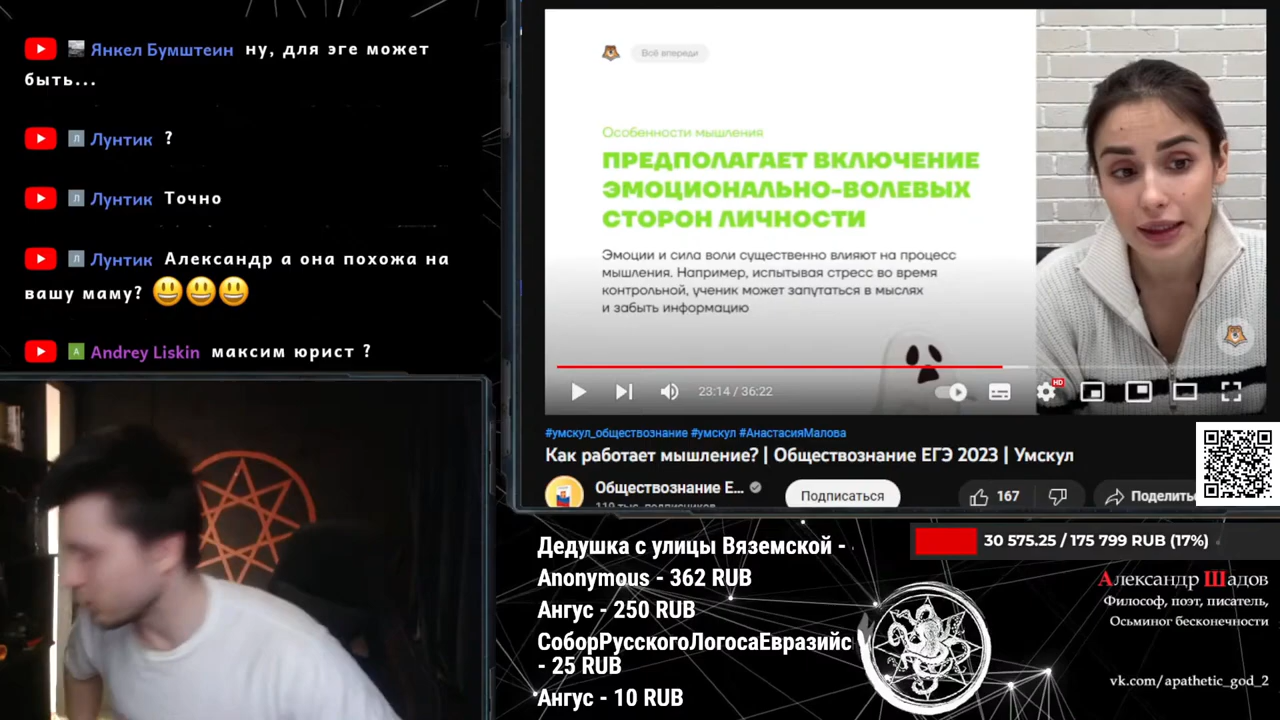 Янкел Бумштеин ну, для эге может
быть...
Лунтик ?
Лунтик Точно
Лунтик Александр а она похожа на
вашу маму? 😃😃😃
Andrey Liskin максим юрист ?
Всё впереди
Особенности мышления
ПРЕДПОЛАГАЕТ ВКЛЮЧЕНИЕ
ЭМОЦИОНАЛЬНО-ВОЛЕВЫХ
СТОРОН ЛИЧНОСТИ
Эмоции и сила воли существенно влияют на процесс
мышления. Например, испытывая стресс во время
контрольной, ученик может запутаться в мыслях
и забыть информацию
23:14 / 36:22
HD
#умскул_обществознание #умскул #АнастасияМалова
Как работает мышление? | Обществознание ЕГЭ 2023 | Умскул
Обществознание Е...
Подписаться
167
Поделить
30 575.25 / 175 799 RUB (17%)
Дедушка с улицы Вяземской -
Anonymous - 362 RUB
Ангус - 250 RUB
СоборРусскогоЛогосаЕвразийс
- 25 RUB
Ангус - 10 RUB
Александр Шадов
Философ, поэт, писатель,
Осьминог бесконечности
vk.com/apathetic_god_2